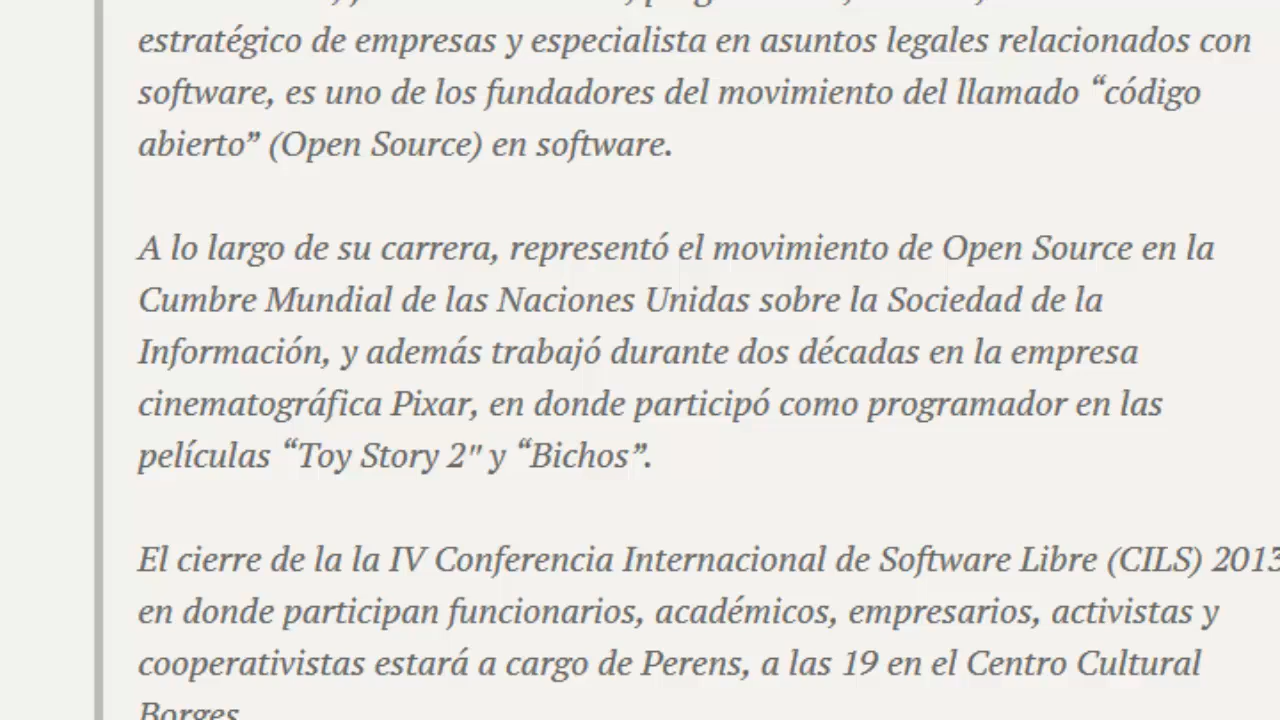 estratégico de empresas y especialista en asuntos legales relacionados con
software, es uno de los fundadores del movimiento del llamado “código
abierto” (Open Source) en software.
A lo largo de su carrera, representó el movimiento de Open Source en la
Cumbre Mundial de las Naciones Unidas sobre la Sociedad de la
Información, y además trabajó durante dos décadas en la empresa
cinematográfica Pixar, en donde participó como programador en las
películas “Toy Story 2″ y “Bichos”.
El cierre de la la IV Conferencia Internacional de Software Libre (CILS) 2013
en donde participan funcionarios, académicos, empresarios, activistas y
cooperativistas estará a cargo de Perens, a las 19 en el Centro Cultural
Borges